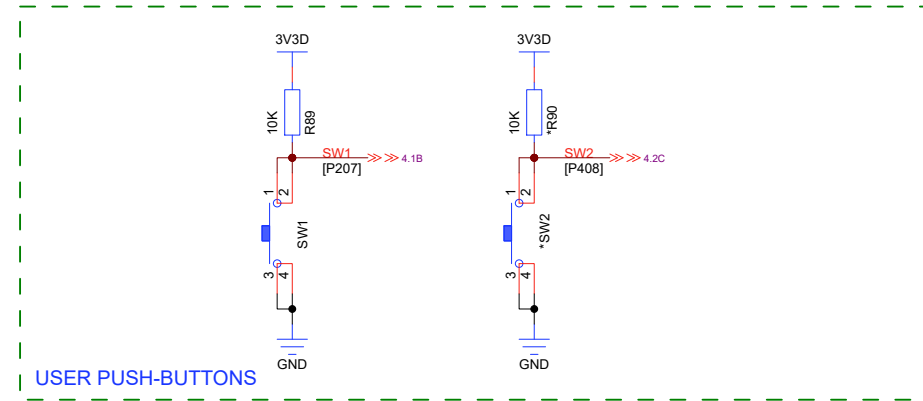 3V3D
3V3D
10K
R89
10K
*R90
SW1
4.1B
[P207]
SW2
4.2C
[P408]
1
2
SW1
3
4
1
2
*SW2
3
4
GND
GND
USER PUSH-BUTTONS